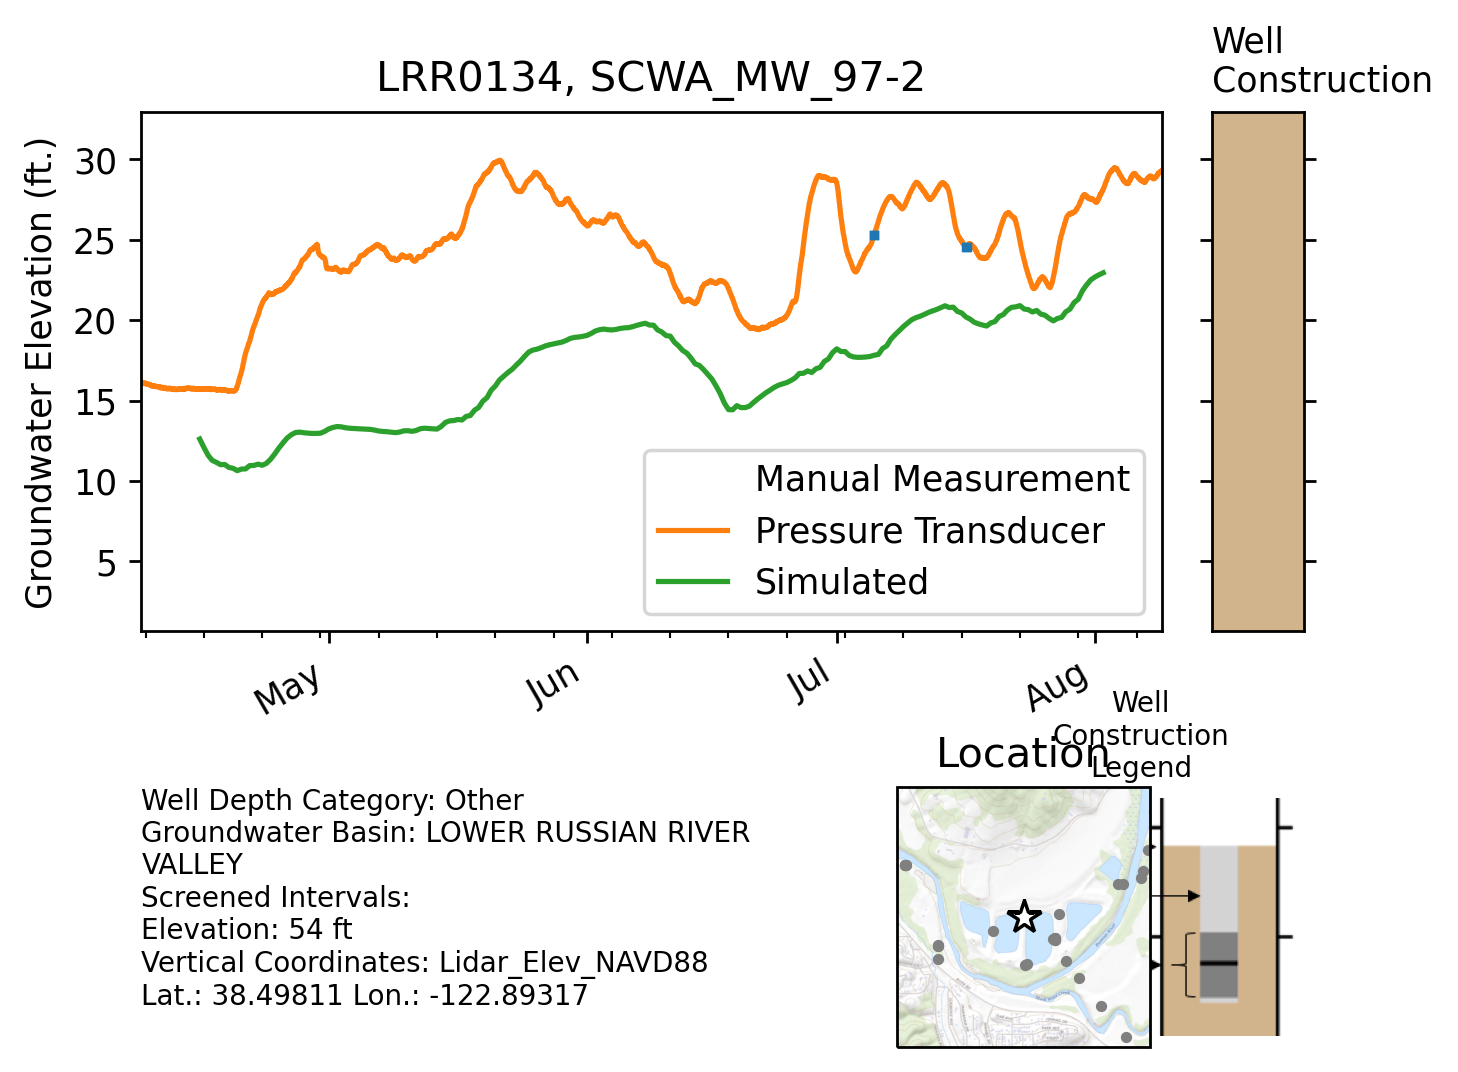 Well
Construction
LRR0134, SCWA_MW_97-2
Groundwater Elevation (ft.)
30
25
20
15
10
5
Manual Measurement
Pressure Transducer
Simulated
May
Jun
Jul
Aug
Well
Construction
Legend
Location
Well Depth Category: Other
Groundwater Basin: LOWER RUSSIAN RIVER
VALLEY
Screened Intervals:
Elevation: 54 ft
Vertical Coordinates: Lidar_Elev_NAVD88
Lat.: 38.49811 Lon.: -122.89317